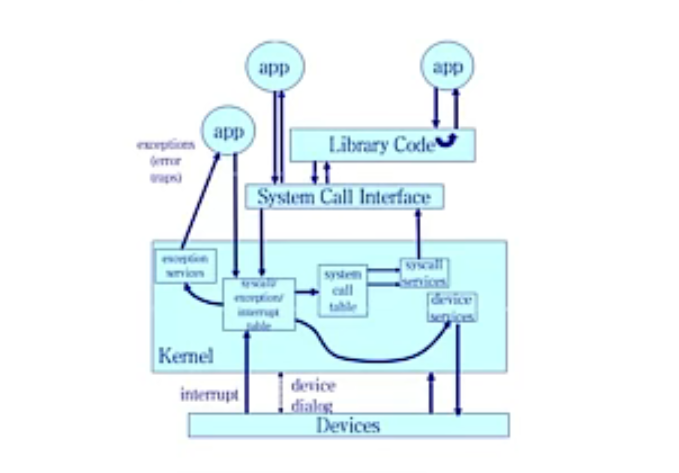 app
app
app
exceptions
(error
traps)
Library Code
System Call Interface
exception
services
syscall/
exception/
interrupt
table
system
call
table
syscall
services
device
services
Kernel
interrupt
device
dialog
Devices